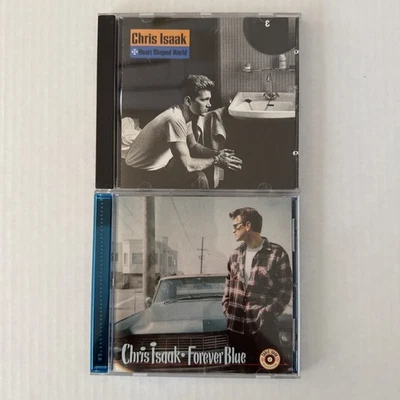 Chris Isaak
Heart Shaped World
Chris Isaak • Forever Blue